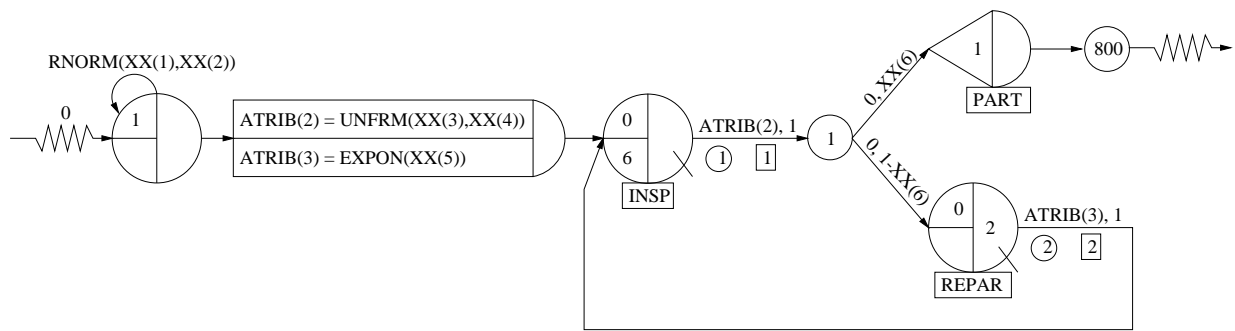 RNORM(XX(1),XX(2))
0
1
ATRIB(2) = UNFRM(XX(3),XX(4))
ATRIB(3) = EXPON(XX(5))
0
6
INSP
ATRIB(2), 1
1
1
1
0, XX(6)
0, 1-XX(6)
1
PART
800
0
2
REPAR
ATRIB(3), 1
2
2